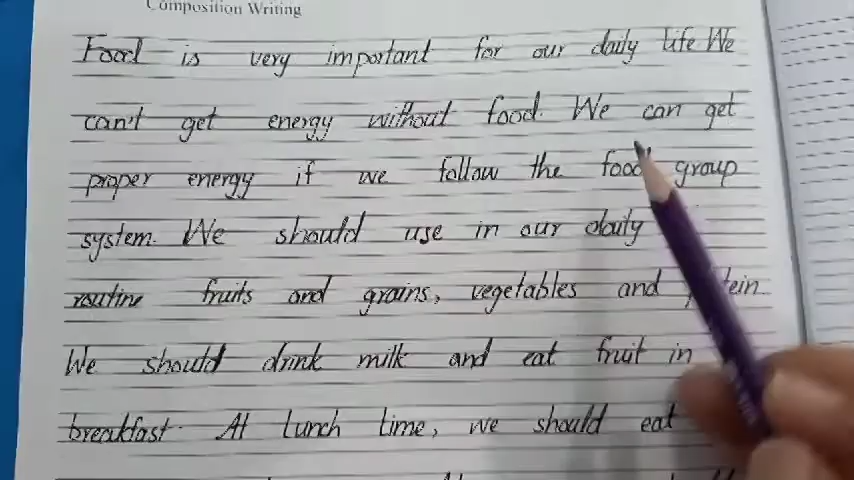 Composition Writing
Food is very important for our daily life We
can't get energy without food. We can get
proper energy if we follow the food group
system. We should use in our daily
routine fruits and grains, vegetables and
We should drink milk and eat fruit in
breakfast. At lunch time, we should eat